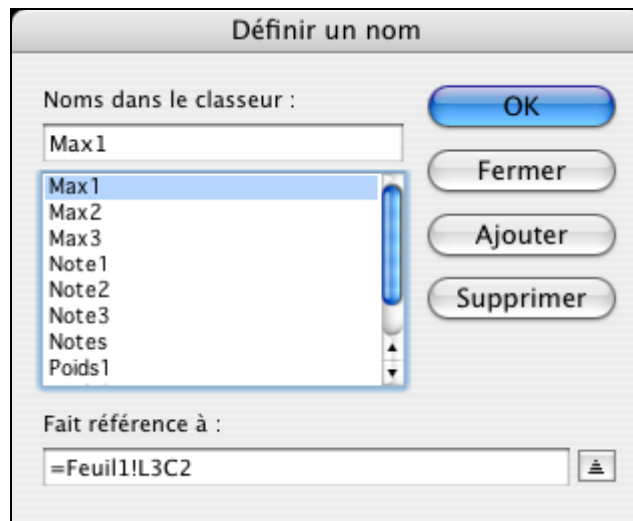 Définir un nom
Noms dans le classeur :
Max1
Max1
Max2
Max3
Note1
Note2
Note3
Notes
Poids1
OK
Fermer
Ajouter
Supprimer
Fait référence à :
=Feuil1!L3C2